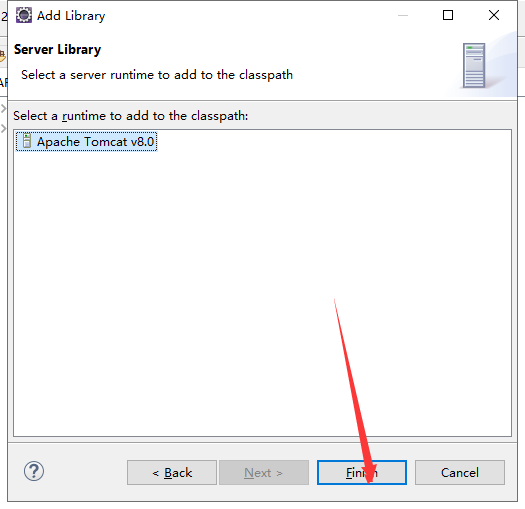 Add Library
Server Library
Select a server runtime to add to the classpath
Select a runtime to add to the classpath:
Apache Tomcat v8.0
?
< Back
Next >
Finish
Cancel